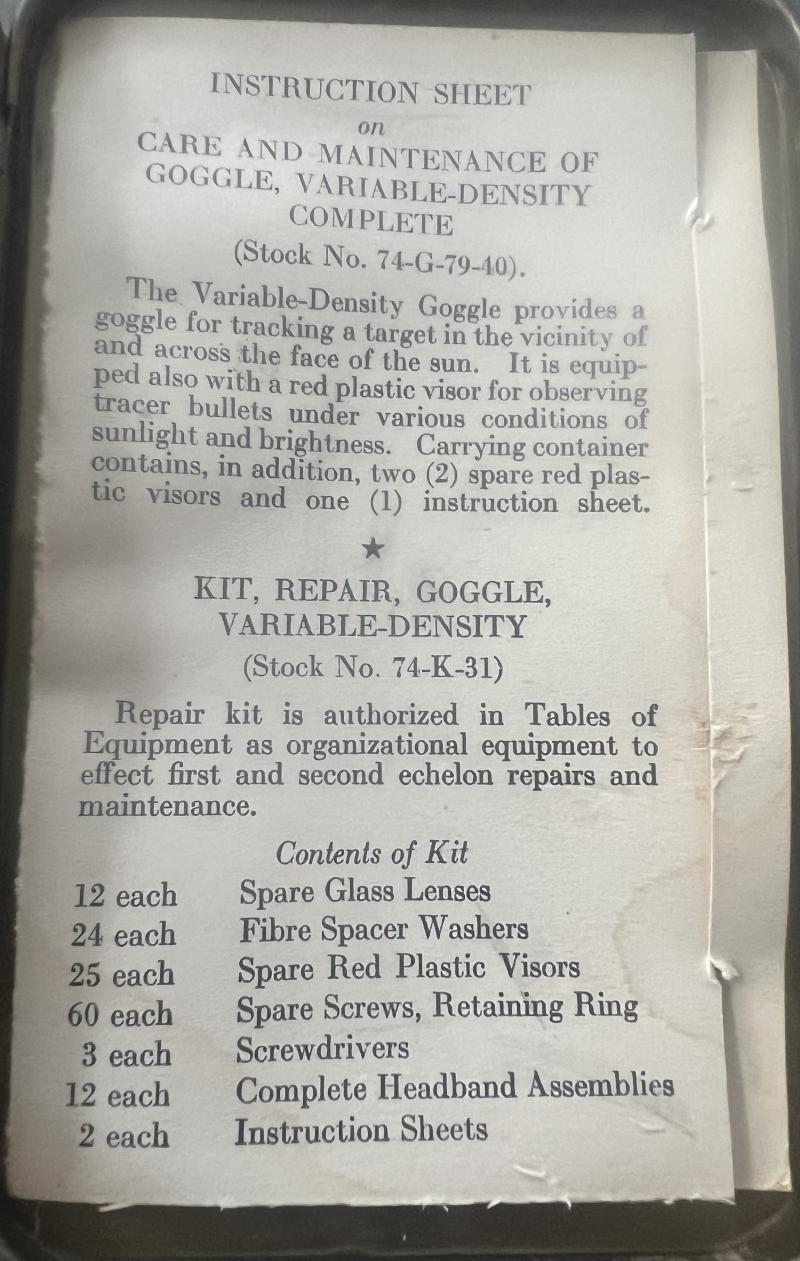 INSTRUCTION SHEET
on
CARE AND MAINTENANCE OF
GOGGLE, VARIABLE-DENSITY
COMPLETE
(Stock No. 74-G-79-40).
The Variable-Density Goggle provides a
goggle for tracking a target in the vicinity of
and across the face of the sun. It is equip-
ped also with a red plastic visor for observing
tracer bullets under various conditions of
sunlight and brightness. Carrying container
contains, in addition, two (2) spare red plas-
tic visors and one (1) instruction sheet.
★
KIT, REPAIR, GOGGLE,
VARIABLE-DENSITY
(Stock No. 74-K-31)
Repair kit is authorized in Tables of
Equipment as organizational equipment to
effect first and second echelon repairs and
maintenance.
Contents of Kit
12 each Spare Glass Lenses
24 each Fibre Spacer Washers
25 each Spare Red Plastic Visors
60 each Spare Screws, Retaining Ring
3 each Screwdrivers
12 each Complete Headband Assemblies
2 each Instruction Sheets